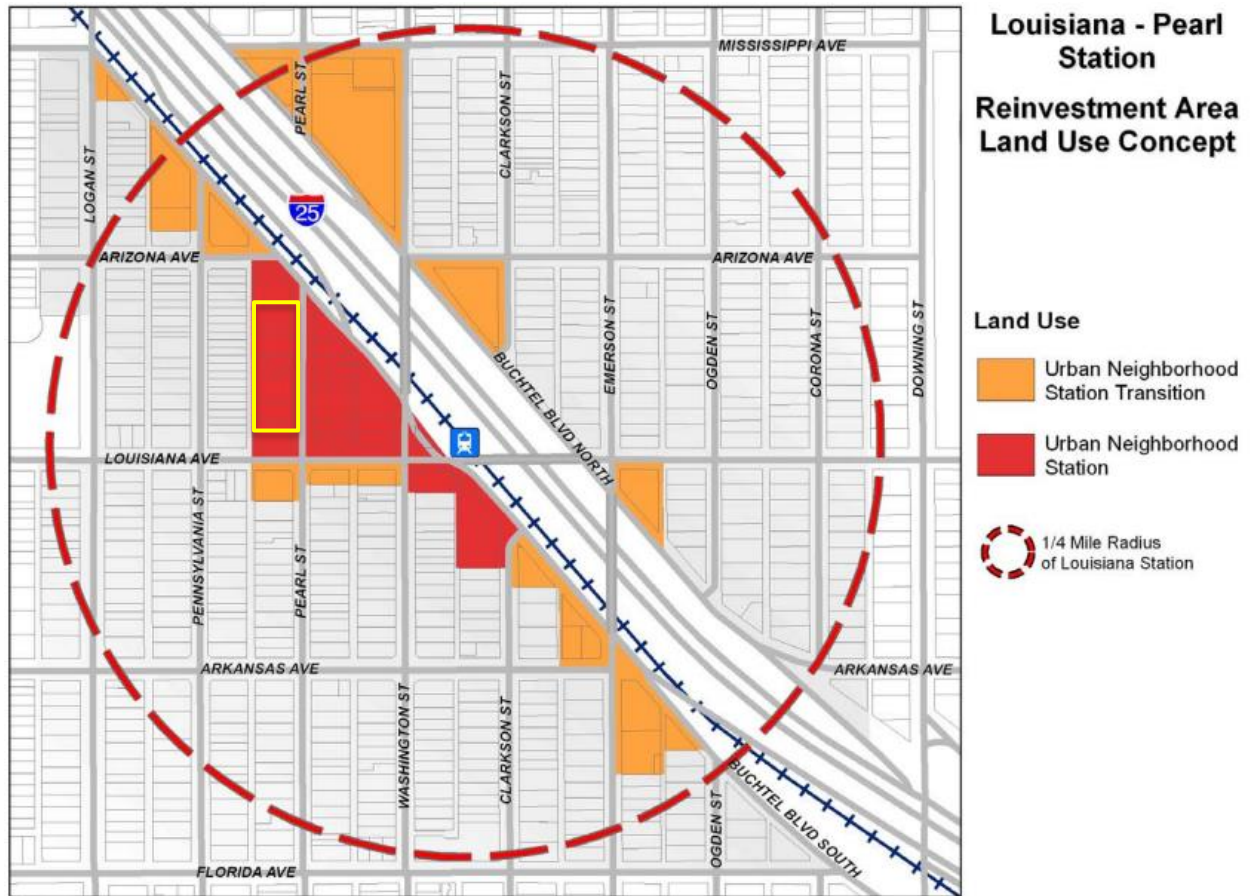 Louisiana - Pearl
Station
Reinvestment Area
Land Use Concept
MISSISSIPPI AVE
PEARL ST
CLARKSON ST
LOGAN ST
25
ARIZONA AVE
ARIZONA AVE
EMERSON ST
OGDEN ST
CORONA ST
DOWNING ST
BUCHTEL BLVD NORTH
LOUISIANA AVE
PENNSYLVANIA ST
PEARL ST
ARKANSAS AVE
ARKANSAS AVE
WASHINGTON ST
CLARKSON ST
OGDEN ST
BUCHTEL BLVD SOUTH
FLORIDA AVE
Land Use
Urban Neighborhood
Station Transition
Urban Neighborhood
Station
1/4 Mile Radius
of Louisiana Station